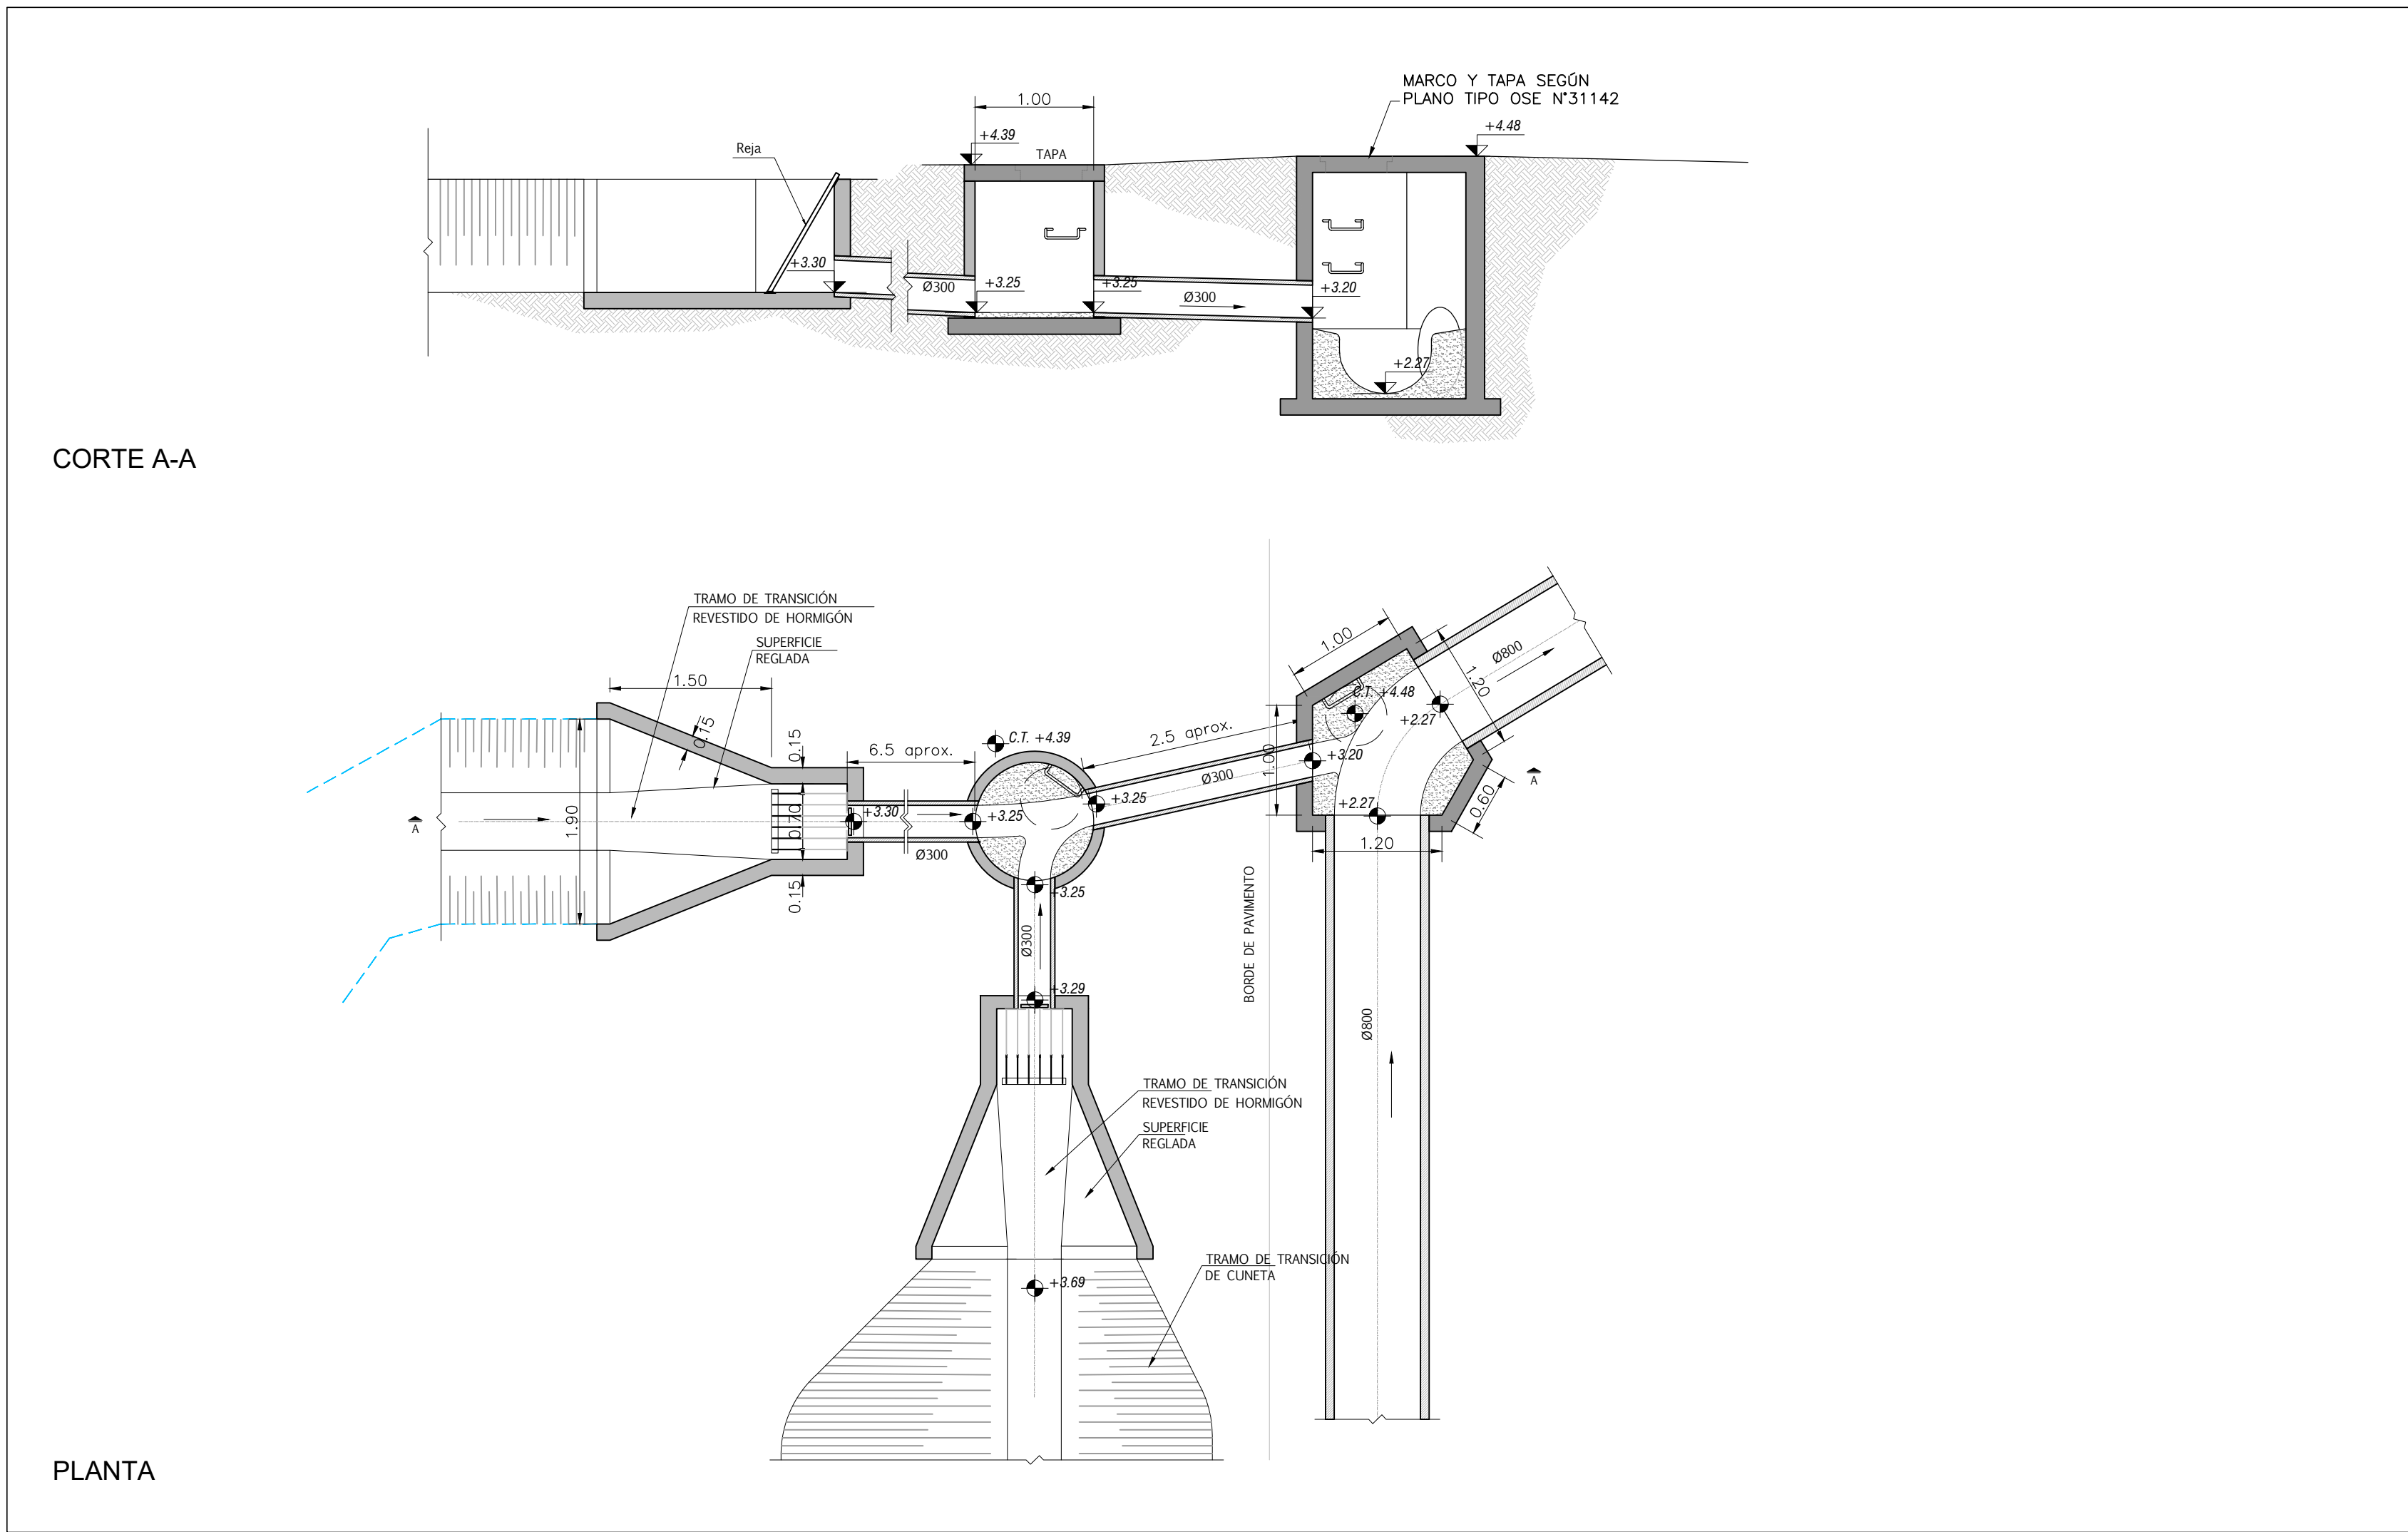 MARCO Y TAPA SEGÚN
PLANO TIPO OSE N°31142
1.00
+4.39
TAPA
+4.48
Reja
+3.30
Ø300
+3.25
+3.25
Ø300
+3.20
+2.27
CORTE A-A
TRAMO DE TRANSICIÓN
REVESTIDO DE HORMIGÓN
SUPERFICIE
REGLADA
1.50
0.15
0.15
6.5 aprox.
C.T. +4.39
2.5 aprox.
1.00
1.00
C.T. +4.48
Ø800
1.20
+2.27
+3.20
Ø300
A
1.90
0.70
+3.30
+3.25
+3.25
+2.27
A
0.60
1.20
Ø300
0.15
+3.25
Ø300
+3.29
BORDE DE PAVIMENTO
Ø800
TRAMO DE TRANSICIÓN
REVESTIDO DE HORMIGÓN
SUPERFICIE
REGLADA
TRAMO DE TRANSICIÓN
DE CUNETA
+3.69
PLANTA